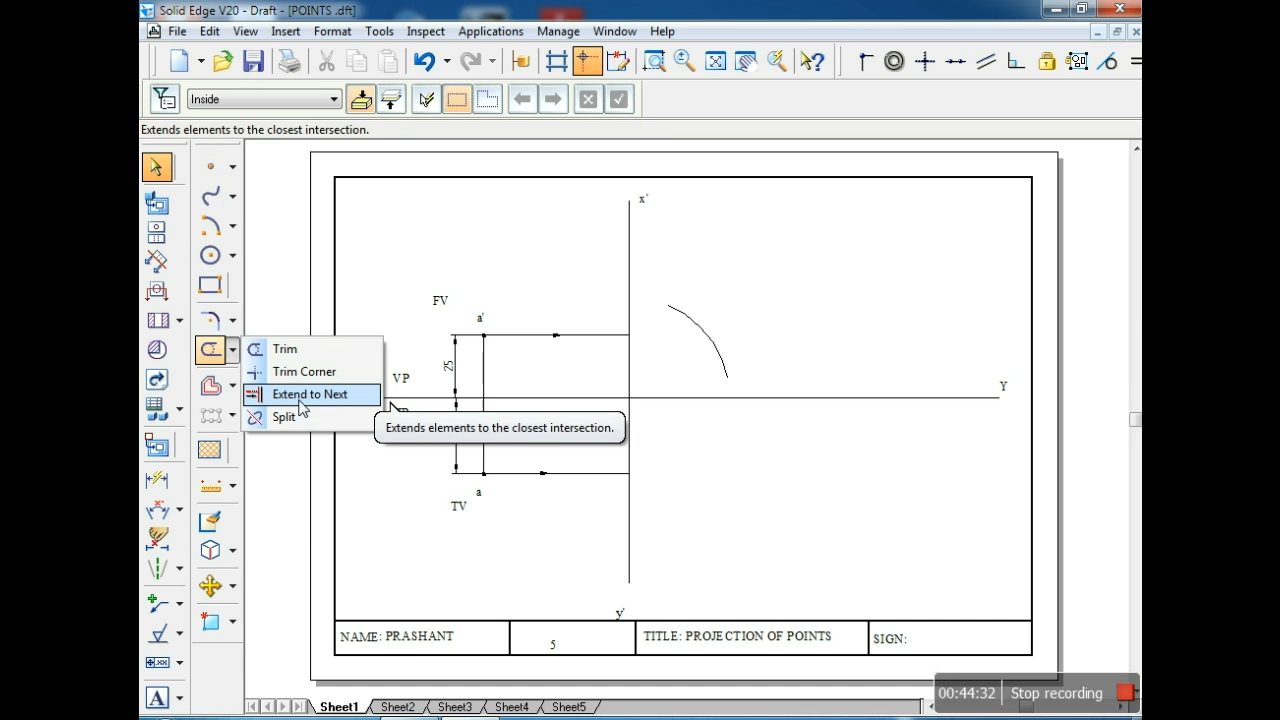 Solid Edge V20 - Draft - [POINTS .dft]
File Edit View Insert Format Tools Inspect Applications Manage Window Help
Inside
Extends elements to the closest intersection.
x'
FV
a'
25
VP
Y
Trim
Trim Corner
Extend to Next
Split
Extends elements to the closest intersection.
a
TV
y'
NAME: PRASHANT
5
TITLE: PROJECTION OF POINTS
SIGN:
A
00:44:32 Stop recording
Sheet1 Sheet2 Sheet3 Sheet4 Sheet5